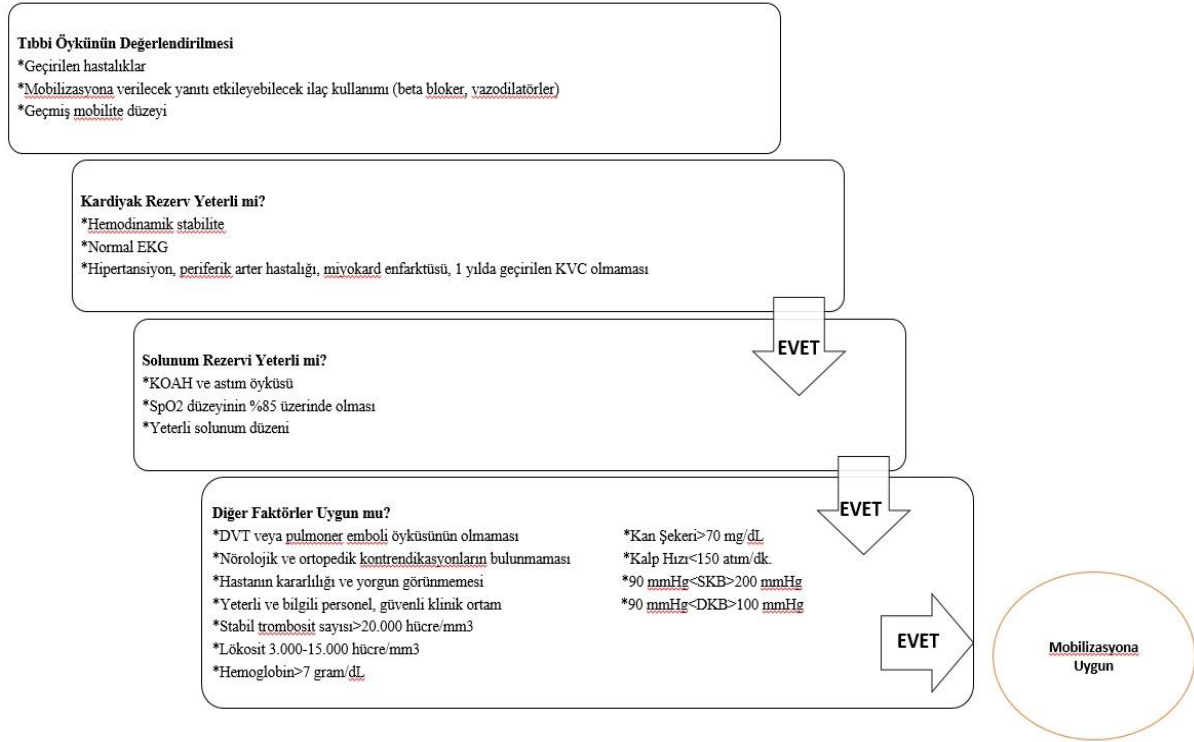 Tıbbi Öykünün Değerlendirilmesi
*Geçirilen hastalıklar
*Mobilizasyona verilecek yanıtı etkileyebilecek ilaç kullanımı (beta bloker, vazodilatörler)
*Geçmiş mobilite düzeyi
Kardiyak Rezerv Yeterli mi?
*Hemodinamik stabilite
*Normal EKG
*Hipertansiyon, periferik arter hastalığı, miyokard enfarktüsü, 1 yılda geçirilen KVC olmaması
EVET
Solunum Rezervi Yeterli mi?
*KOAH ve astım öyküsü
*SpO2 düzeyinin %85 üzerinde olması
*Yeterli solunum düzeni
EVET
Diğer Faktörler Uygun mu?
*DVT veya pulmoner emboli öyküsünün olmaması
*Nörolojik ve ortopedik kontrendikasyonların bulunmaması
*Hastanın kararlılığı ve yorgun görünmemesi
*Yeterli ve bilgili personel, güvenli klinik ortam
*Stabil trombosit sayısı>20.000 hücre/mm3
*Lökosit 3.000-15.000 hücre/mm3
*Hemoglobin>7 gram/dL
*Kan Şekeri>70 mg/dL
*Kalp Hızı<150 atım/dk.
*90 mmHg<SKB>200 mmHg
*90 mmHg<DKB>100 mmHg
EVET
Mobilizasyona
Uygun